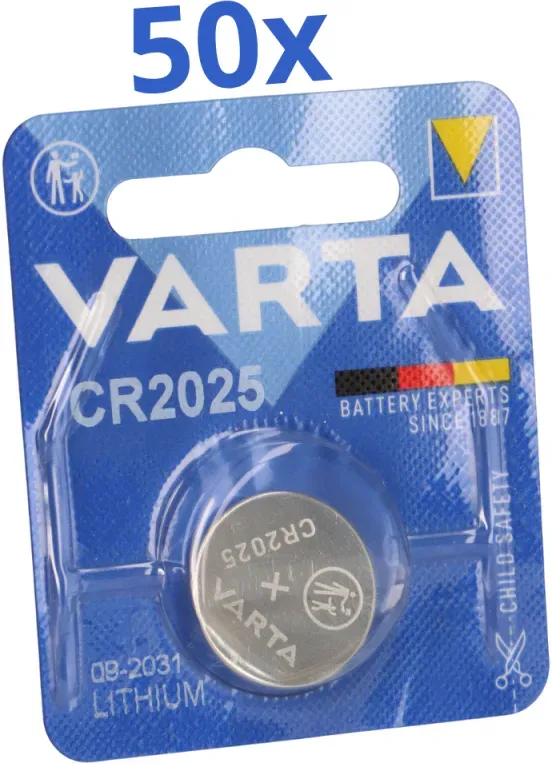 50x
VARTA
CR2025
BATTERY EXPERTS
SINCE 1887
CR2025
+
VARTA
CHILD SAFETY
09-2031
LITHIUM